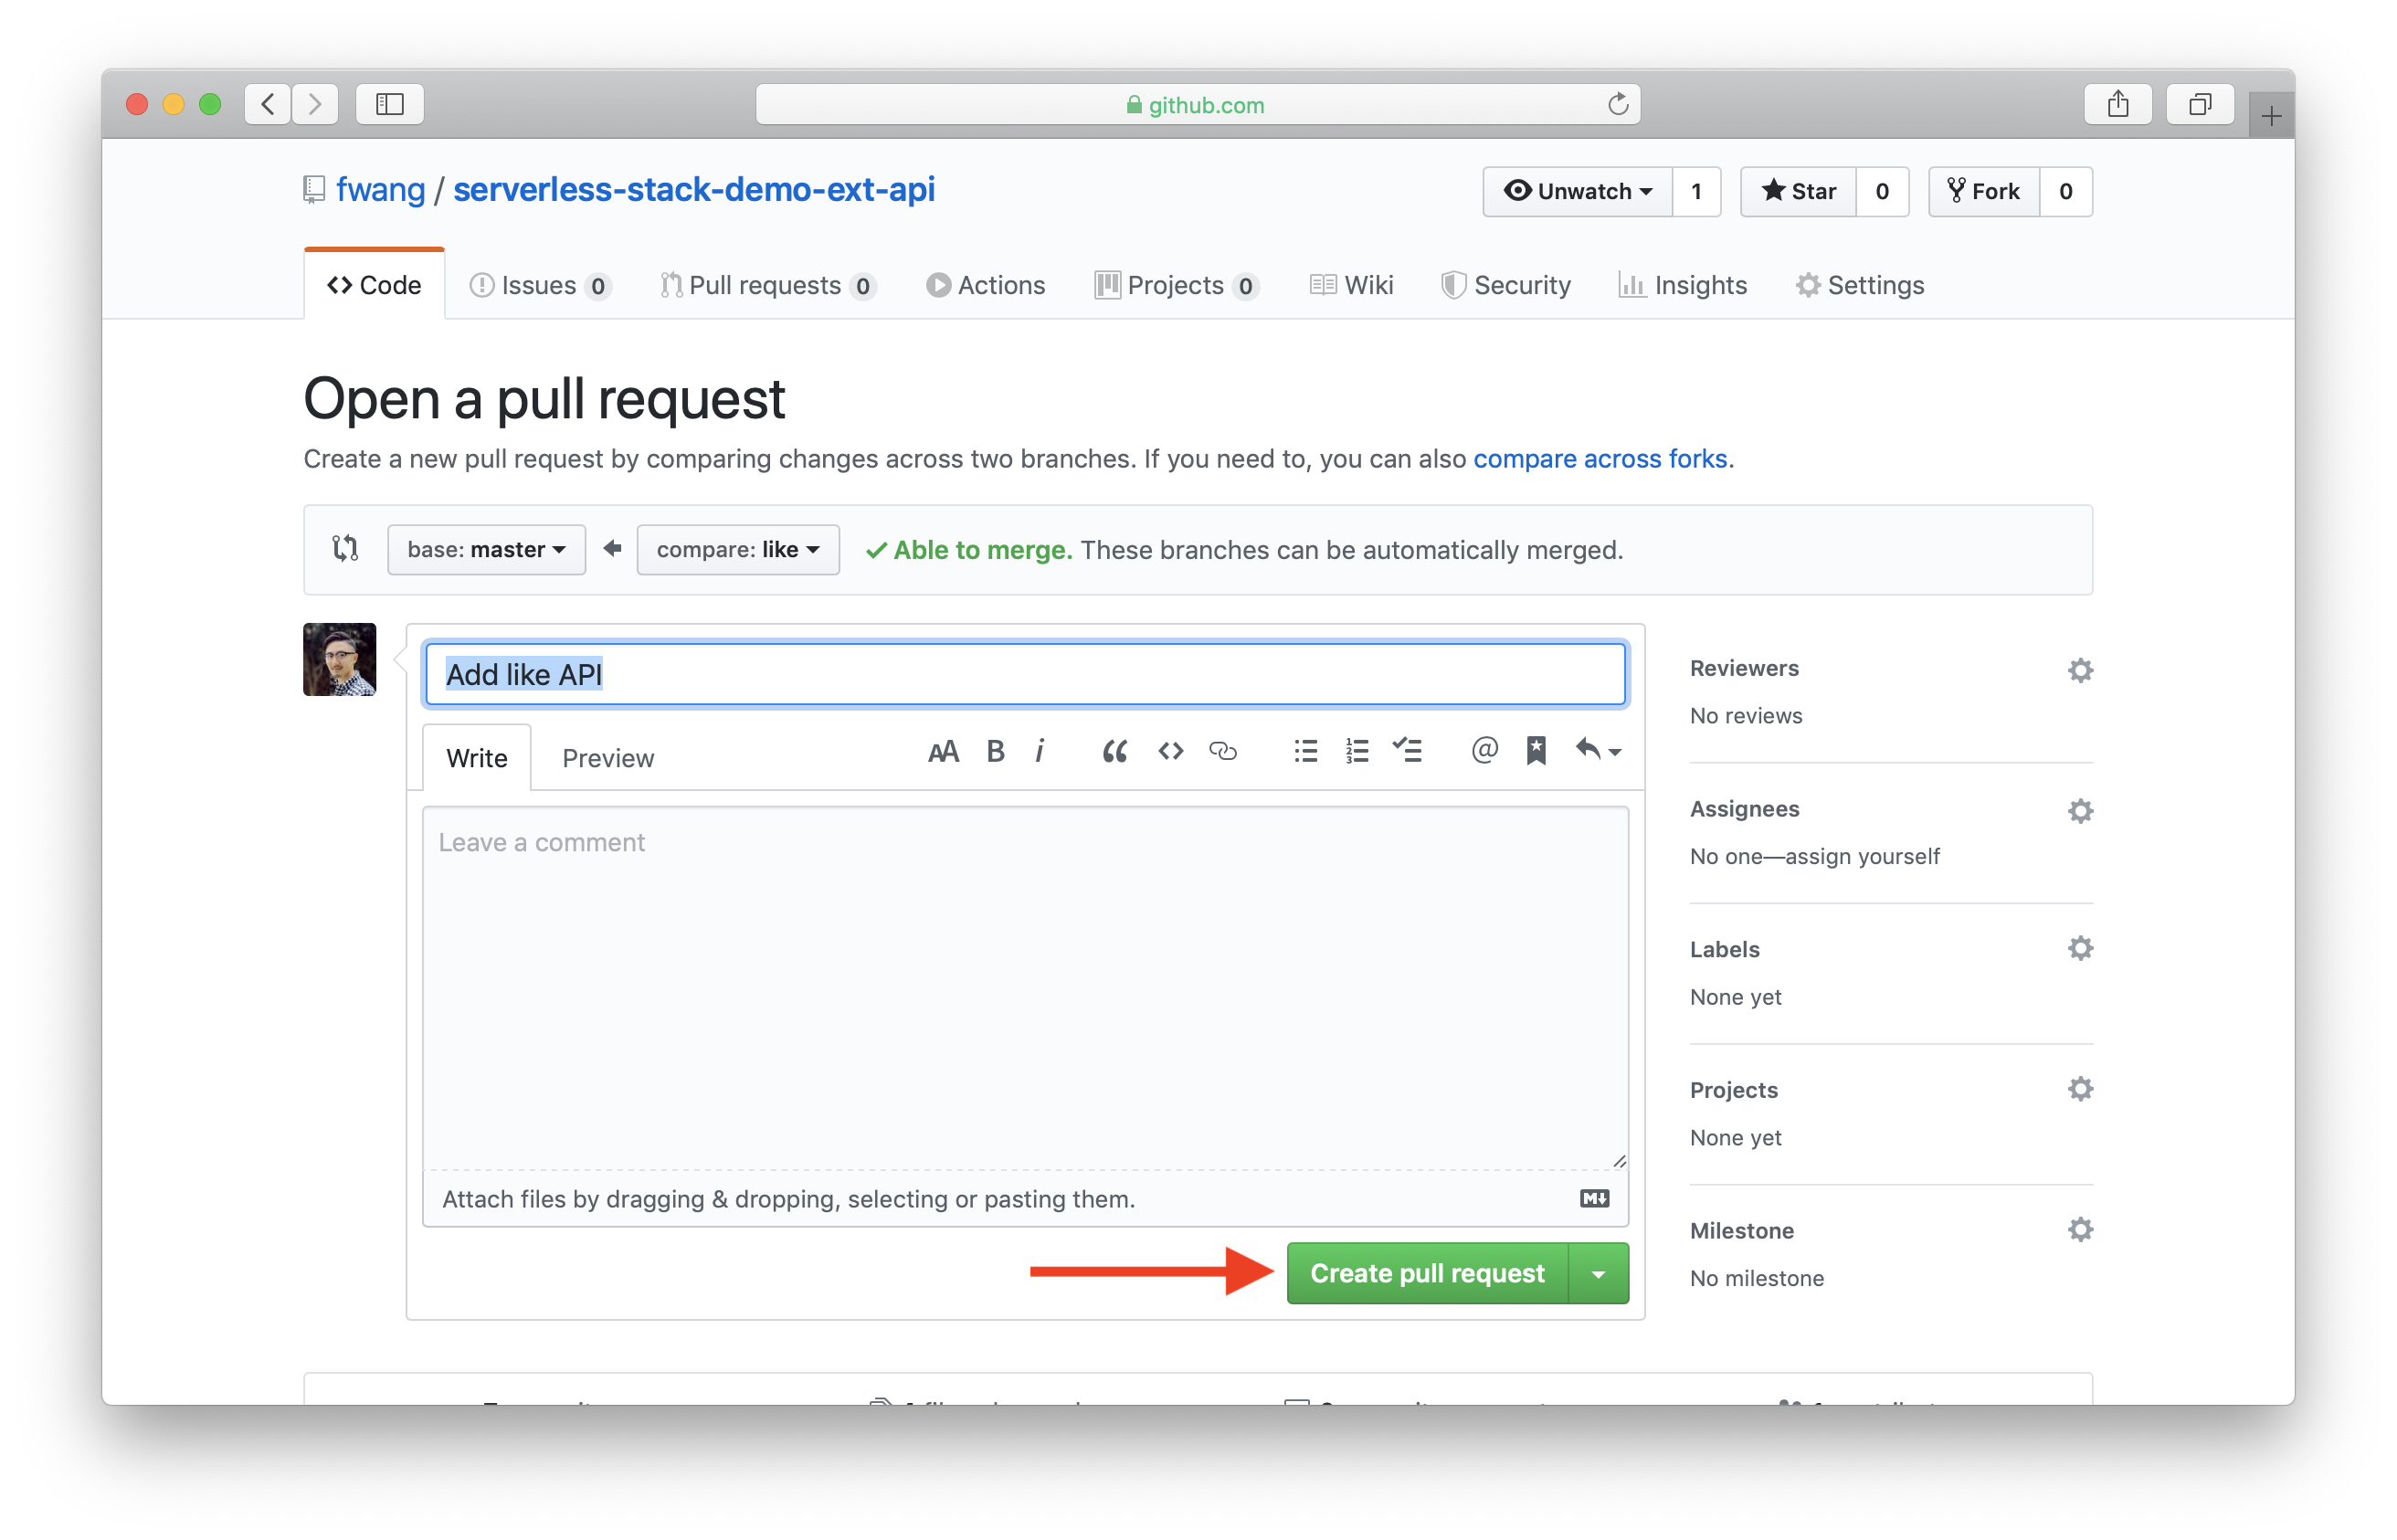 github.com
fwang / serverless-stack-demo-ext-api
Unwatch 1 Star 0 Fork 0
Code Issues 0 Pull requests 0 Actions Projects 0 Wiki Security Insights Settings
Open a pull request
Create a new pull request by comparing changes across two branches. If you need to, you can also compare across forks.
base: master compare: like Able to merge. These branches can be automatically merged.
Add like API
Write Preview
Leave a comment
Attach files by dragging & dropping, selecting or pasting them.
Create pull request
Reviewers
No reviews
Assignees
No one—assign yourself
Labels
None yet
Projects
None yet
Milestone
No milestone